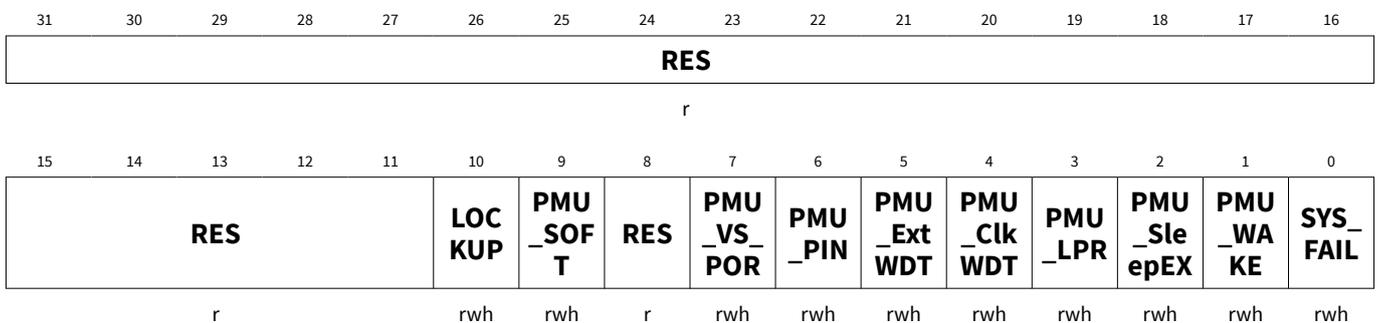 31 30 29 28 27 26 25 24 23 22 21 20 19 18 17 16
RES
r
15 14 13 12 11 10 9 8 7 6 5 4 3 2 1 0
RES
LOC
KUP
PMU
_SOF
T
RES
PMU
_VS_
POR
PMU
_PIN
PMU
_Ext
WDT
PMU
_Clk
WDT
PMU
_LPR
PMU
_Sle
epEX
PMU
_WA
KE
SYS_
FAIL
r rwh rwh r rwh rwh rwh rwh rwh rwh rwh rwh